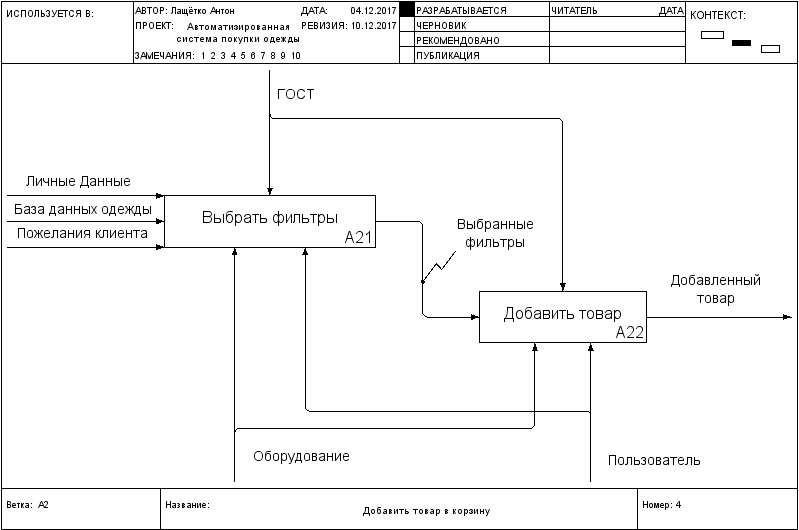 ИСПОЛЬЗУЕТСЯ В:
АВТОР: Лащётко Антон ДАТА: 04.12.2017
ПРОЕКТ: Автоматизированная РЕВИЗИЯ: 10.12.2017
система покупки одежды
ЗАМЕЧАНИЯ: 1 2 3 4 5 6 7 8 9 10
РАЗРАБАТЫВАЕТСЯ
ЧЕРНОВИК
РЕКОМЕНДОВАНО
ПУБЛИКАЦИЯ
ЧИТАТЕЛЬ ДАТА
КОНТЕКСТ:
ГОСТ
Личные Данные
База данных одежды
Пожелания клиента
Выбрать фильтры
A21
Выбранные
фильтры
Добавить товар
A22
Добавленный
товар
Оборудование
Пользователь
Ветка: A2
Название:
Добавить товар в корзину
Номер: 4